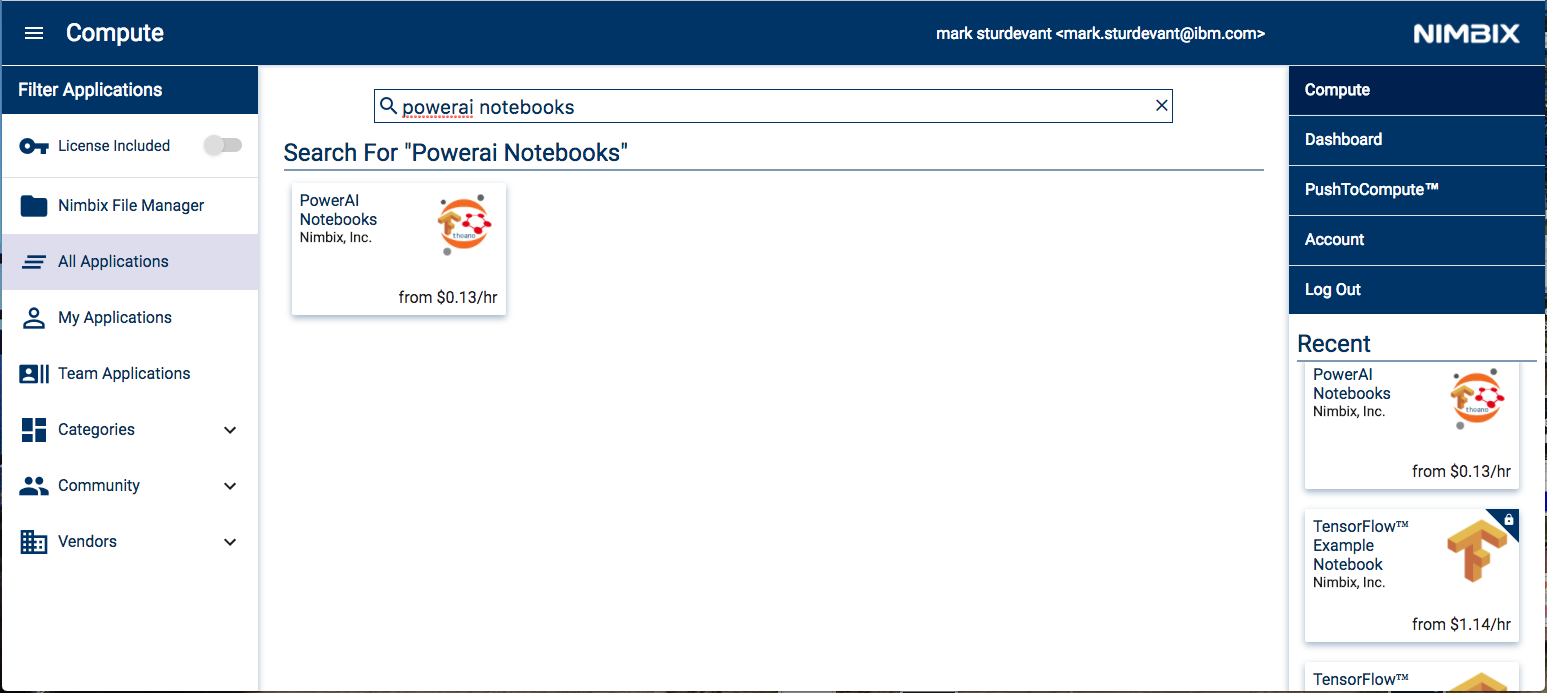 Compute
mark sturdevant <mark.sturdevant@ibm.com>
NIMBIX
Filter Applications
License Included
Nimbix File Manager
All Applications
My Applications
Team Applications
Categories
Community
Vendors
powerai notebooks
Search For "Powerai Notebooks"
PowerAI
Notebooks
Nimbix, Inc.
theano
from $0.13/hr
Compute
Dashboard
PushToCompute™
Account
Log Out
Recent
PowerAI
Notebooks
Nimbix, Inc.
theano
from $0.13/hr
TensorFlow™
Example
Notebook
Nimbix, Inc.
from $1.14/hr
TensorFlow™